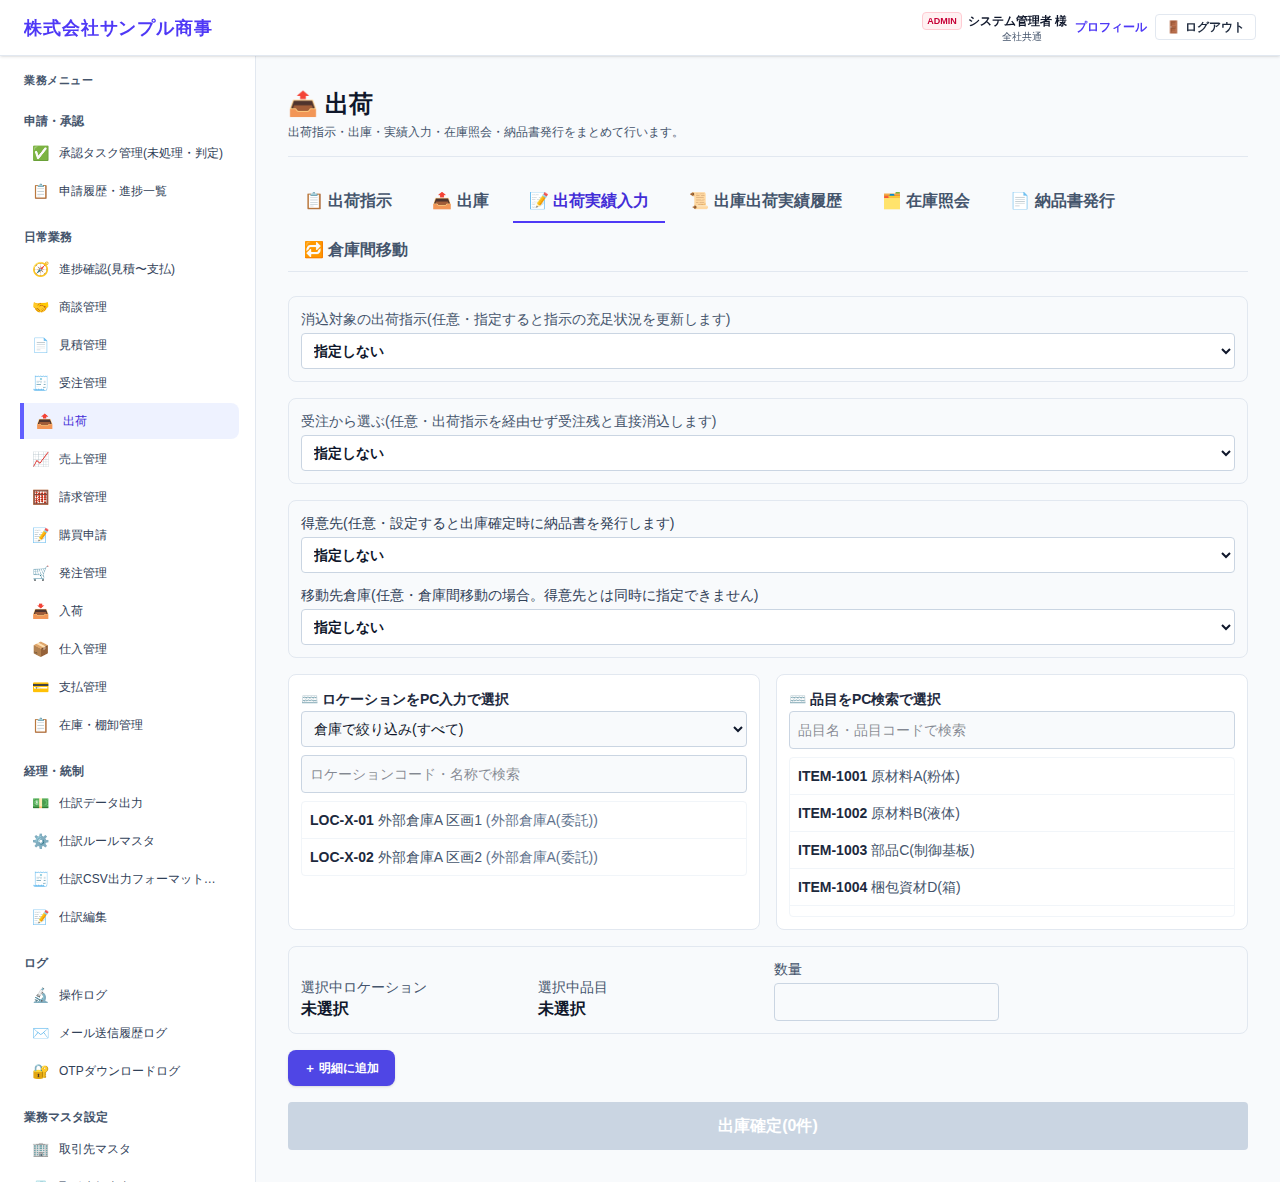 株式会社サンプル商事
ADMIN システム管理者 様
全社共通
プロフィール
ログアウト
業務メニュー
申請・承認
承認タスク管理(未処理・判定)
申請履歴・進捗一覧
日常業務
進捗確認(見積〜支払)
商談管理
見積管理
受注管理
出荷
売上管理
請求管理
購買申請
発注管理
入荷
仕入管理
支払管理
在庫・棚卸管理
経理・統制
仕訳データ出力
仕訳ルールマスタ
仕訳CSV出力フォーマット…
仕訳編集
ログ
操作ログ
メール送信履歴ログ
OTPダウンロードログ
業務マスタ設定
取引先マスタ
出荷
出荷指示・出庫・実績入力・在庫照会・納品書発行をまとめて行います。
出荷指示
出庫
出荷実績入力
出庫出荷実績履歴
在庫照会
納品書発行
倉庫間移動
消込対象の出荷指示(任意・指定すると指示の充足状況を更新します)
指定しない
受注から選ぶ(任意・出荷指示を経由せず受注残と直接消込します)
指定しない
得意先(任意・設定すると出庫確定時に納品書を発行します)
指定しない
移動先倉庫(任意・倉庫間移動の場合。得意先とは同時に指定できません)
指定しない
ロケーションをPC入力で選択
倉庫で絞り込み(すべて)
ロケーションコード・名称で検索
LOC-X-01 外部倉庫A 区画1 (外部倉庫A(委託))
LOC-X-02 外部倉庫A 区画2 (外部倉庫A(委託))
品目をPC検索で選択
品目名・品目コードで検索
ITEM-1001 原材料A(粉体)
ITEM-1002 原材料B(液体)
ITEM-1003 部品C(制御基板)
ITEM-1004 梱包資材D(箱)
選択中ロケーション
未選択
選択中品目
未選択
数量
＋ 明細に追加
出庫確定(0件)